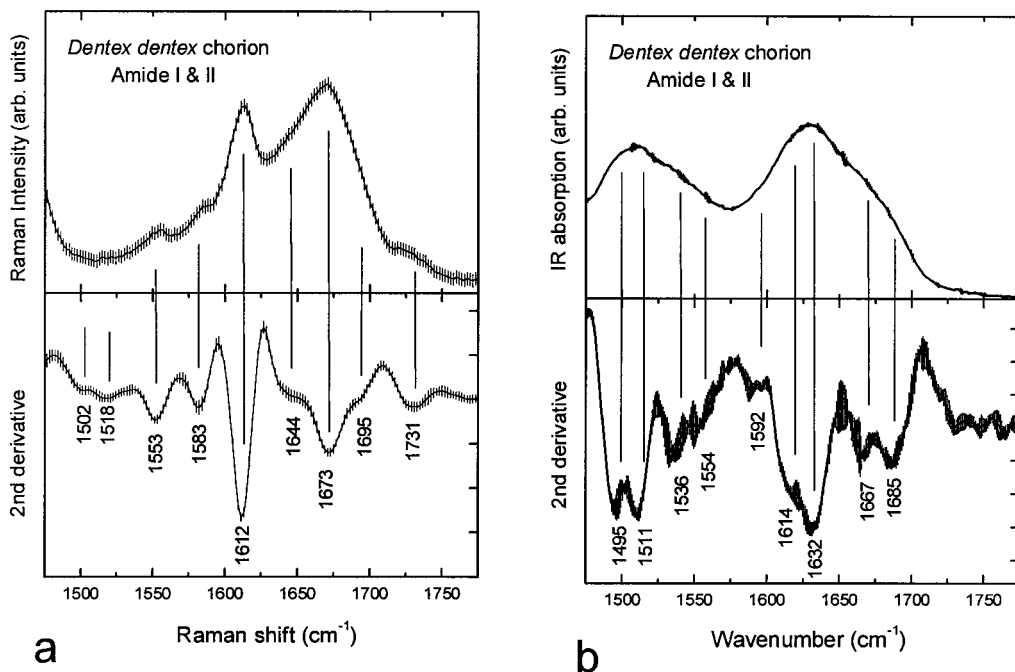 Dentex dentex chorion
Amide I & II
Raman Intensity (arb. units)
2nd derivative
1502
1518
1553
1583
1612
1644
1673
1695
1731
1500 1550 1600 1650 1700 1750
Raman shift (cm⁻¹)
a
Dentex dentex chorion
Amide I & II
IR absorption (arb. units)
2nd derivative
1495
1511
1536
1554
1592
1614
1632
1667
1685
1500 1550 1600 1650 1700 1750
Wavenumber (cm⁻¹)
b